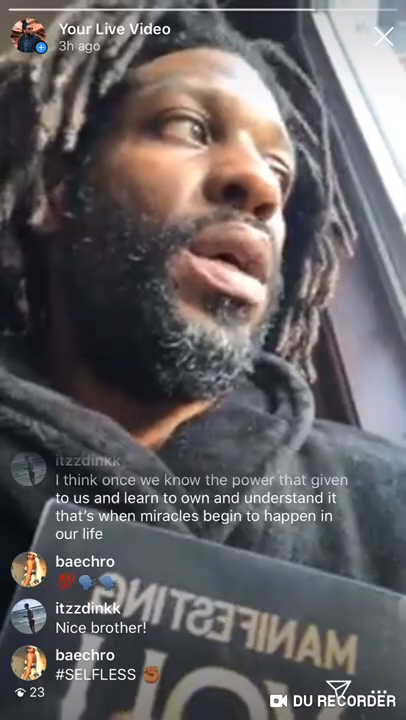 Your Live Video
3h ago
itzzdinkk
I think once we know the power that given
to us and learn to own and understand it
that's when miracles begin to happen in
our life
baechro
💯🗣🗣
itzzdinkk
Nice brother!
baechro
#SELFLESS ✊🏾
MANIFESTING
23
DU RECORDER